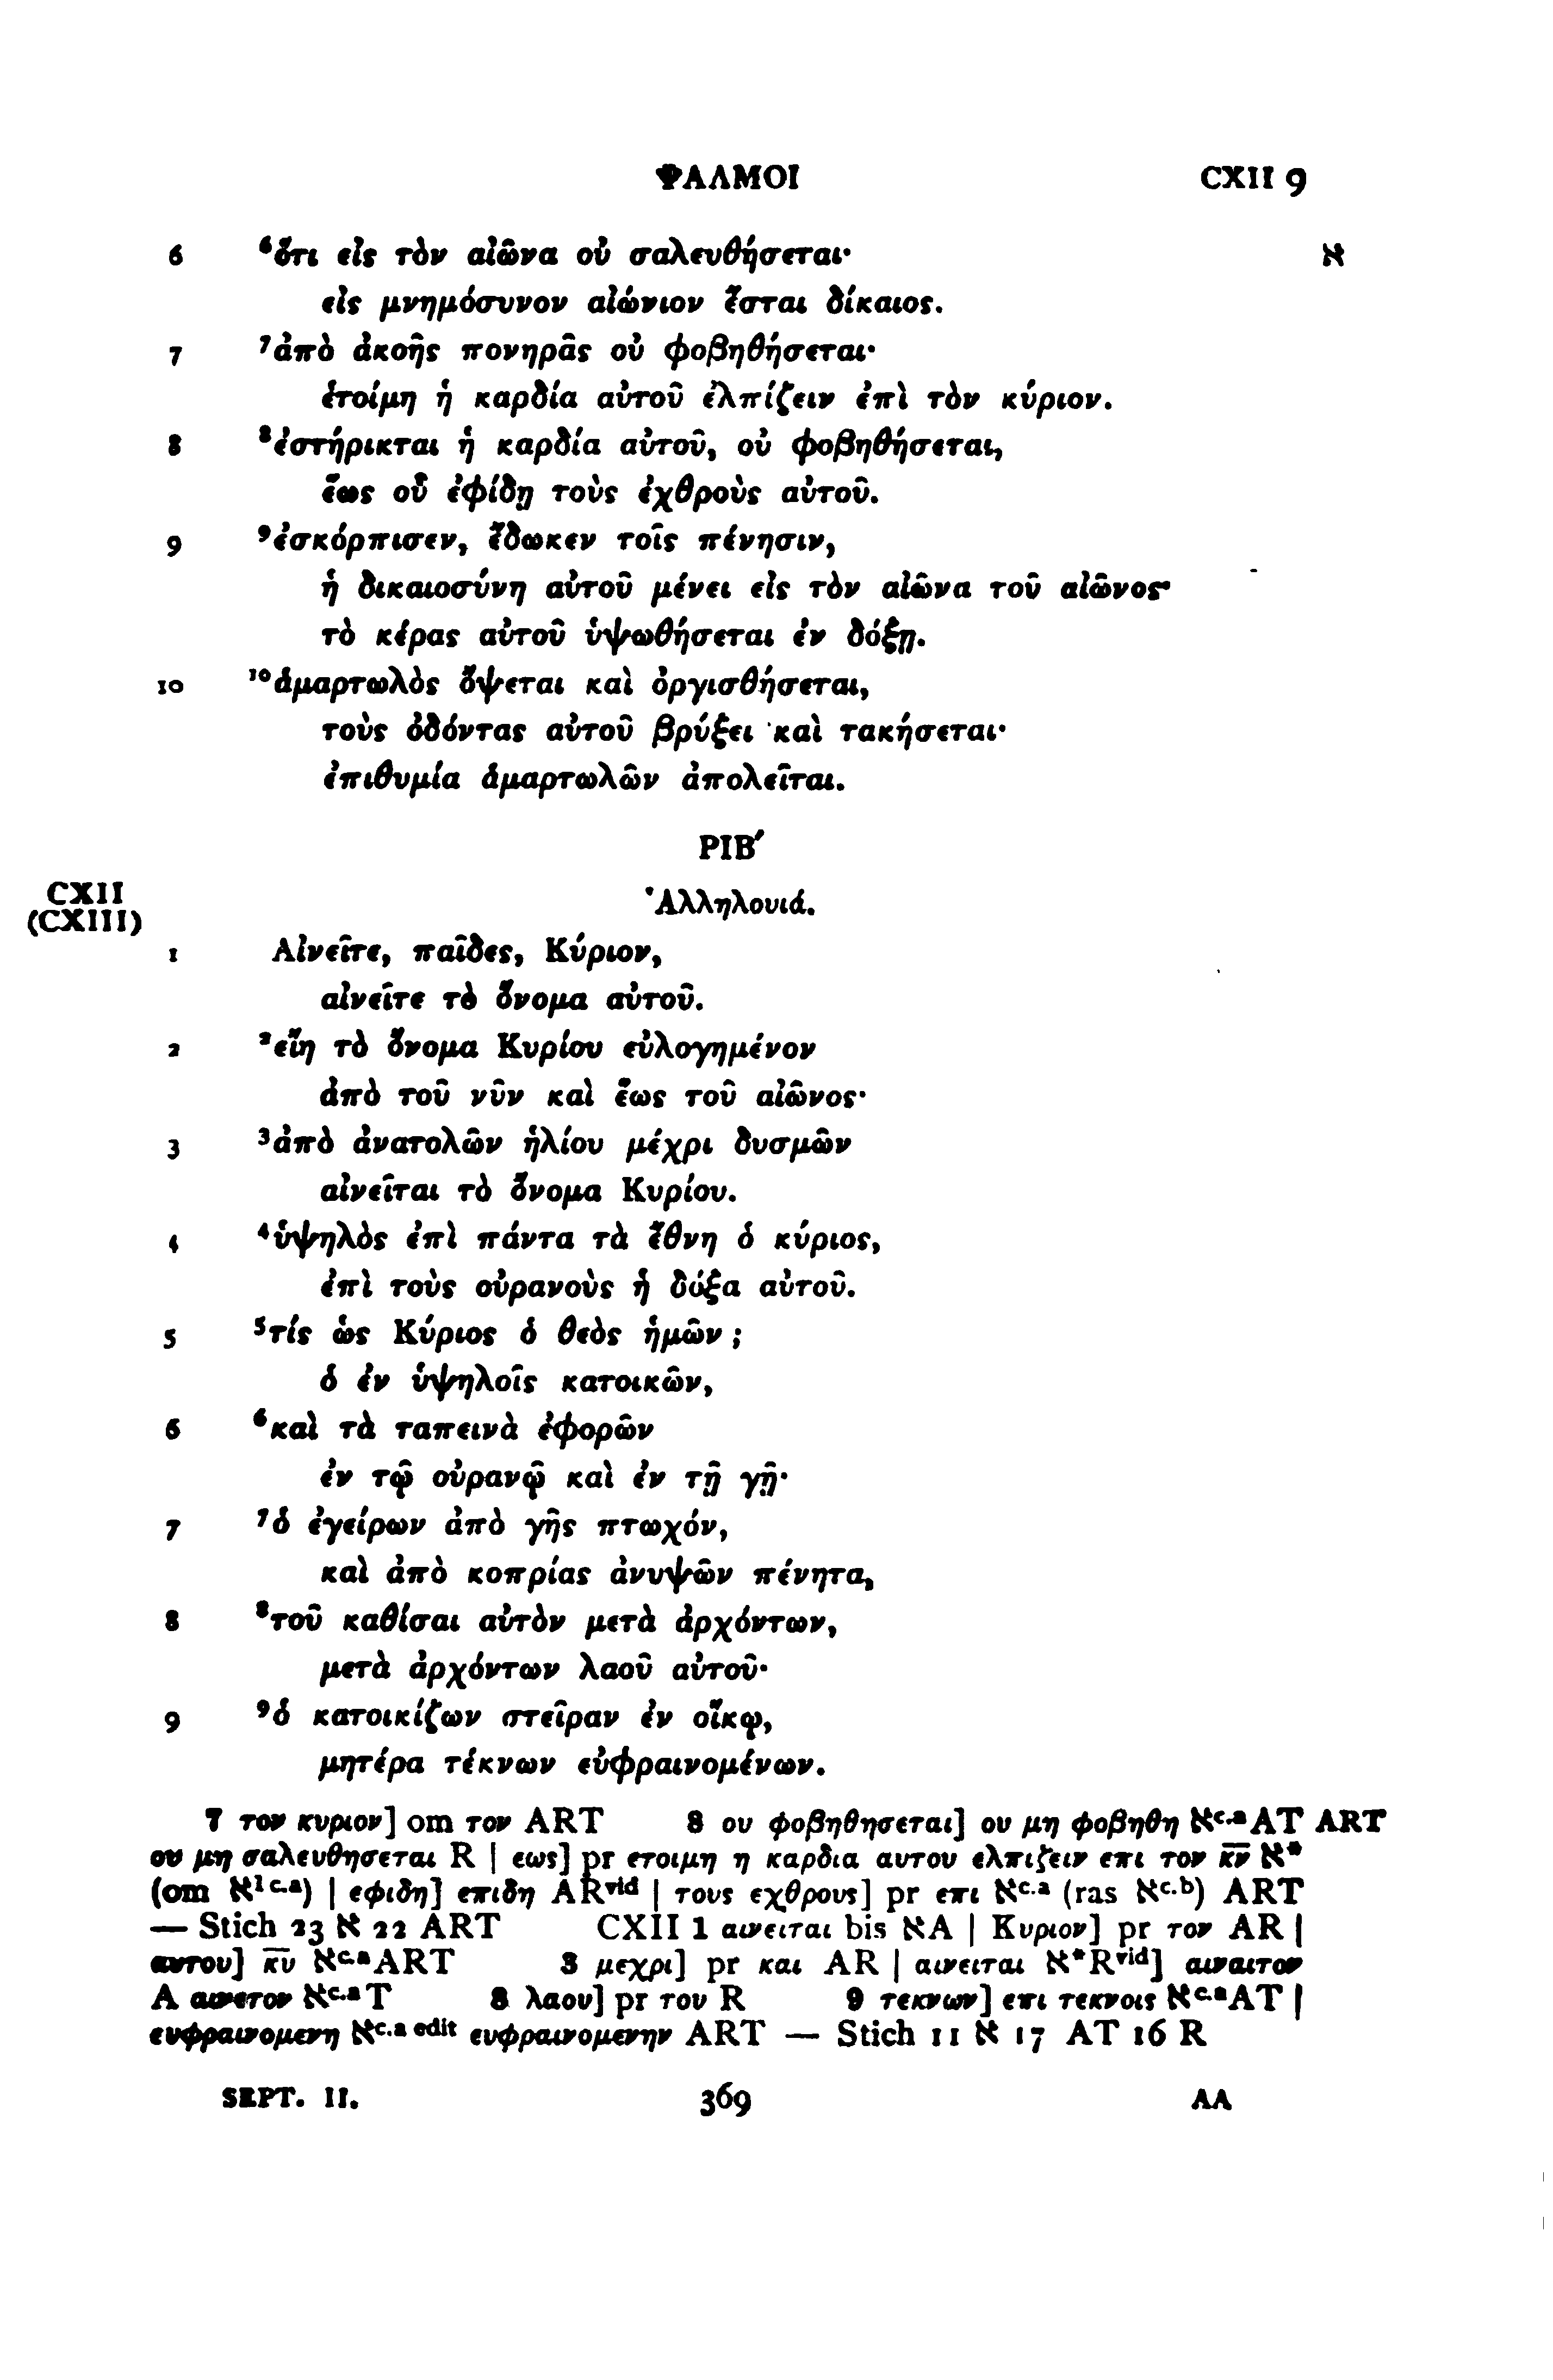 ΨΑΛΜΟΙ CXII 9
6 ⁶ὅτι εἰς τὸν αἰῶνα οὐ σαλευθήσεται· א
εἰς μνημόσυνον αἰώνιον ἔσται δίκαιος.
7 ⁷ἀπὸ ἀκοῆς πονηρᾶς οὐ φοβηθήσεται·
ἑτοίμη ἡ καρδία αὐτοῦ ἐλπίζειν ἐπὶ τὸν κύριον.
8 ⁸ἐστήρικται ἡ καρδία αὐτοῦ, οὐ φοβηθήσεται,
ἕως οὗ ἐφίδῃ τοὺς ἐχθροὺς αὐτοῦ.
9 ⁹ἐσκόρπισεν, ἔδωκεν τοῖς πένησιν,
ἡ δικαιοσύνη αὐτοῦ μένει εἰς τὸν αἰῶνα τοῦ αἰῶνος·
τὸ κέρας αὐτοῦ ὑψωθήσεται ἐν δόξῃ.
10 ¹⁰ἁμαρτωλὸς ὄψεται καὶ ὀργισθήσεται,
τοὺς ὀδόντας αὐτοῦ βρύξει καὶ τακήσεται·
ἐπιθυμία ἁμαρτωλῶν ἀπολεῖται.
ΡΙΒʹ
CXII
(CXIII)
Ἁλληλουιά.
1 Αἰνεῖτε, παῖδες, Κύριον,
αἰνεῖτε τὸ ὄνομα αὐτοῦ.
2 ²εἴη τὸ ὄνομα Κυρίου εὐλογημένον
ἀπὸ τοῦ νῦν καὶ ἕως τοῦ αἰῶνος·
3 ³ἀπὸ ἀνατολῶν ἡλίου μέχρι δυσμῶν
αἰνεῖται τὸ ὄνομα Κυρίου.
4 ⁴ὑψηλὸς ἐπὶ πάντα τὰ ἔθνη ὁ κύριος,
ἐπὶ τοὺς οὐρανοὺς ἡ δόξα αὐτοῦ.
5 ⁵τίς ὡς Κύριος ὁ θεὸς ἡμῶν;
ὁ ἐν ὑψηλοῖς κατοικῶν,
6 ⁶καὶ τὰ ταπεινὰ ἐφορῶν
ἐν τῷ οὐρανῷ καὶ ἐν τῇ γῇ·
7 ⁷ὁ ἐγείρων ἀπὸ γῆς πτωχόν,
καὶ ἀπὸ κοπρίας ἀνυψῶν πένητα,
8 ⁸τοῦ καθίσαι αὐτὸν μετὰ ἀρχόντων,
μετὰ ἀρχόντων λαοῦ αὐτοῦ·
9 ⁹ὁ κατοικίζων στεῖραν ἐν οἴκῳ,
μητέρα τέκνων εὐφραινομένων.
7 τον κυριον] om τον ART 8 ου φοβηθησεται] ου μη φοβηθη א^c.a AT ART
ου μη σαλευθησεται R | εως] pr ετοιμη η καρδια αυτου ελπιζειν επι τον κ̅ν̅ א*
(om א^1 c.a) | εφιδη] επιδη AR^vid | τους εχθρους] pr επι א^c.a (ras א^c.b) ART
— Stich 23 א 22 ART CXII 1 αινειται bis אA | Κυριον] pr τον AR |
αυτου] κ̅υ̅ א^c.a ART 3 μεχρι] pr και AR | αινειται א*R^vid] αιναιτον
A αινετον א^c.a T 8 λαου] pr του R 9 τεκνων] επι τεκνοις א^c.a AT |
ευφραινομενη א^c.a edit ευφραινομενην ART — Stich 11 א 17 AT 16 R
SEPT. II. 369 AA